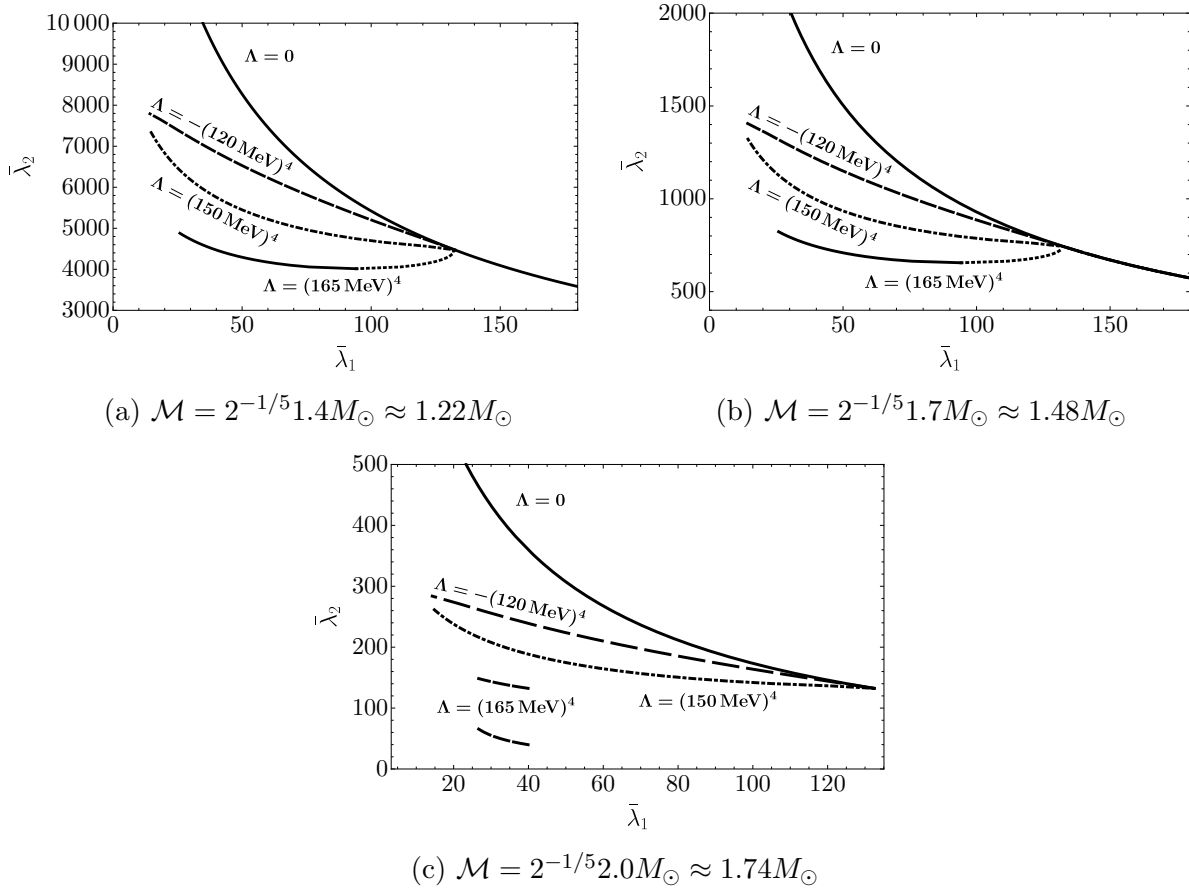 10 000
9000
8000
7000
6000
5000
4000
3000
0
50
100
150
λ̄₂
λ̄₁
Λ = 0
Λ = −(120 MeV)⁴
Λ = (150 MeV)⁴
Λ = (165 MeV)⁴
(a) ℳ = 2^{−1/5}1.4M⊙ ≈ 1.22M⊙
2000
1500
1000
500
0
50
100
150
λ̄₂
λ̄₁
Λ = 0
Λ = −(120 MeV)⁴
Λ = (150 MeV)⁴
Λ = (165 MeV)⁴
(b) ℳ = 2^{−1/5}1.7M⊙ ≈ 1.48M⊙
500
400
300
200
100
0
20
40
60
80
100
120
λ̄₂
λ̄₁
Λ = 0
Λ = −(120 MeV)⁴
Λ = (165 MeV)⁴
Λ = (150 MeV)⁴
(c) ℳ = 2^{−1/5}2.0M⊙ ≈ 1.74M⊙